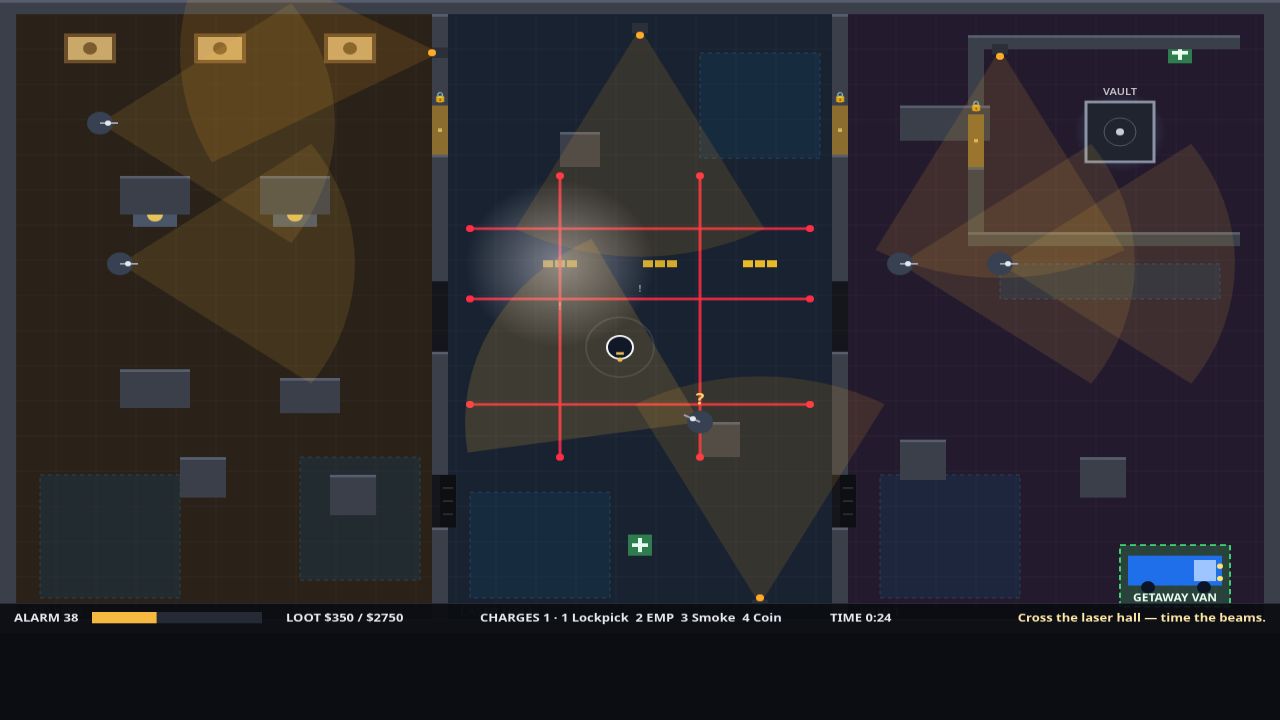 VAULT
!
!
?
GETAWAY VAN
ALARM 38 LOOT $350 / $2750 CHARGES 1 · 1 Lockpick 2 EMP 3 Smoke 4 Coin TIME 0:24 Cross the laser hall — time the beams.